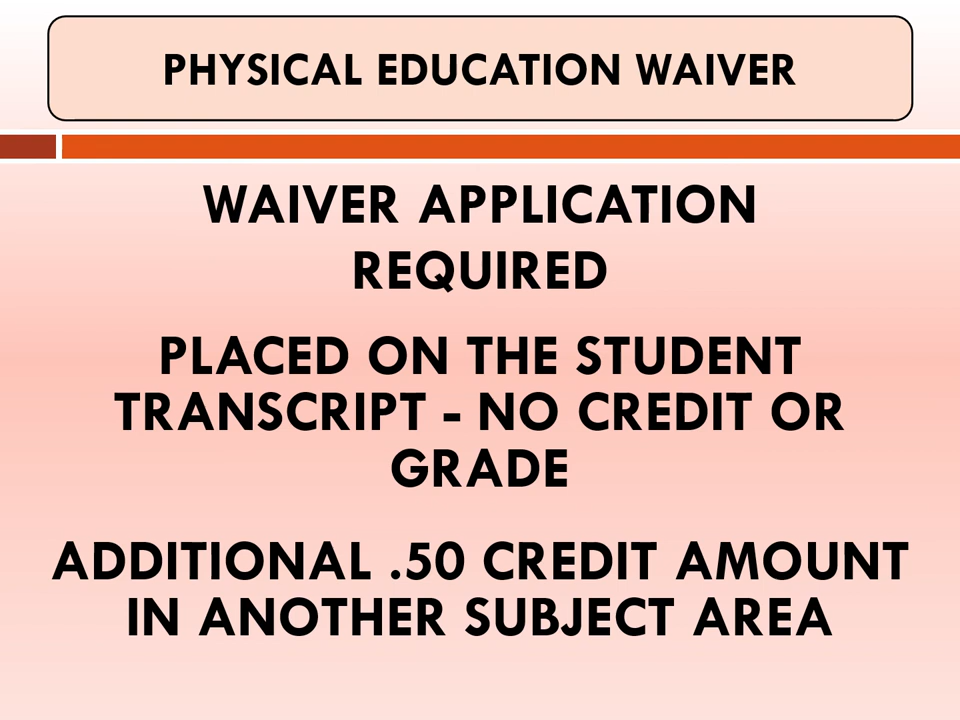 PHYSICAL EDUCATION WAIVER
WAIVER APPLICATION
REQUIRED
PLACED ON THE STUDENT
TRANSCRIPT - NO CREDIT OR
GRADE
ADDITIONAL .50 CREDIT AMOUNT
IN ANOTHER SUBJECT AREA